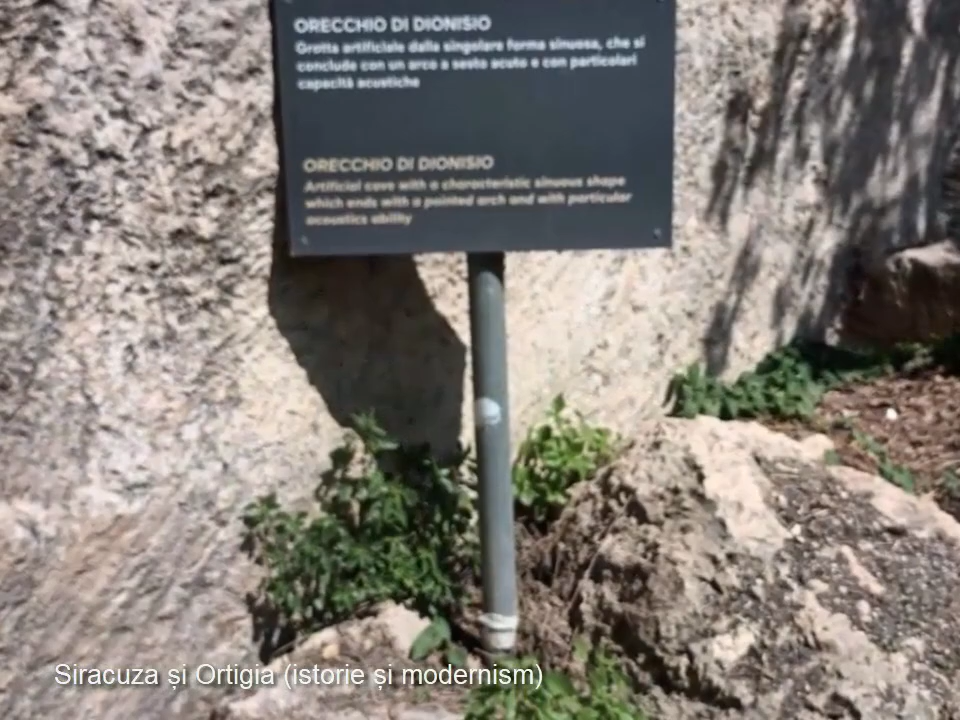 ORECCHIO DI DIONISIO
Grotta artificiale dalla singolare forma sinuosa, che si
conclude con un arco a sesto acuto e con particolari
capacità acustiche
ORECCHIO DI DIONISIO
Artificial cave with a characteristic sinuous shape
which ends with a pointed arch and with particular
acoustics ability
Siracuza și Ortigia (istorie și modernism)